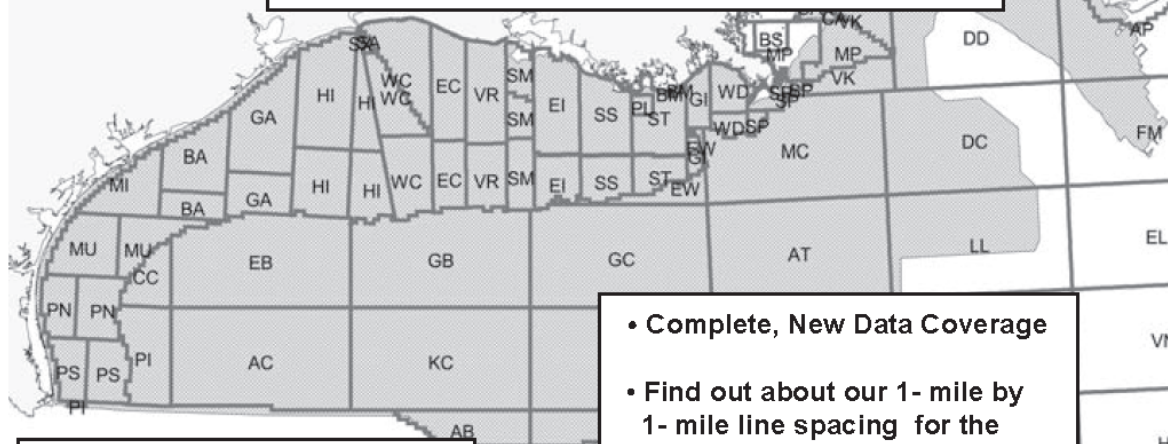 CA VK
AP
DD
BS
MP
MP
VK
SM
WC
WC
EC
VR
EI
SS
PL
BM
ST
GI
WD
SP
HI
HI
GA
SM
WD
SP
EW
GI
MC
DC
FM
BA
MI
HI
HI
WC
EC
VR
SM
EI
SS
ST
EW
GA
BA
MU
MU
CC
EB
GB
GC
AT
LL
EL
PN
PN
• Complete, New Data Coverage
PI
AC
KC
PS
PS
• Find out about our 1- mile by
1- mile line spacing for the
PI
AB